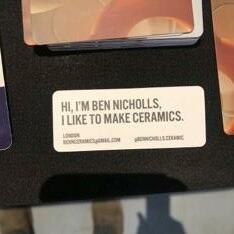 HI, I'M BEN NICHOLLS,
I LIKE TO MAKE CERAMICS.
LONDON
BENNCERAMICS@GMAIL.COM @BENNICHOLLS.CERAMIC